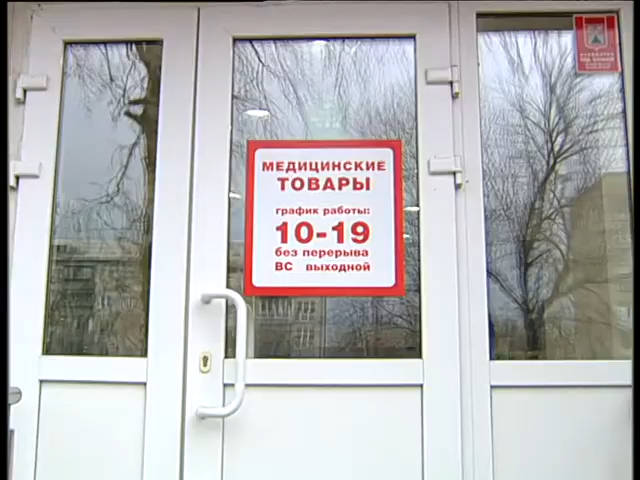 МЕДИЦИНСКИЕ
ТОВАРЫ
график работы:
10-19
без перерыва
ВС выходной